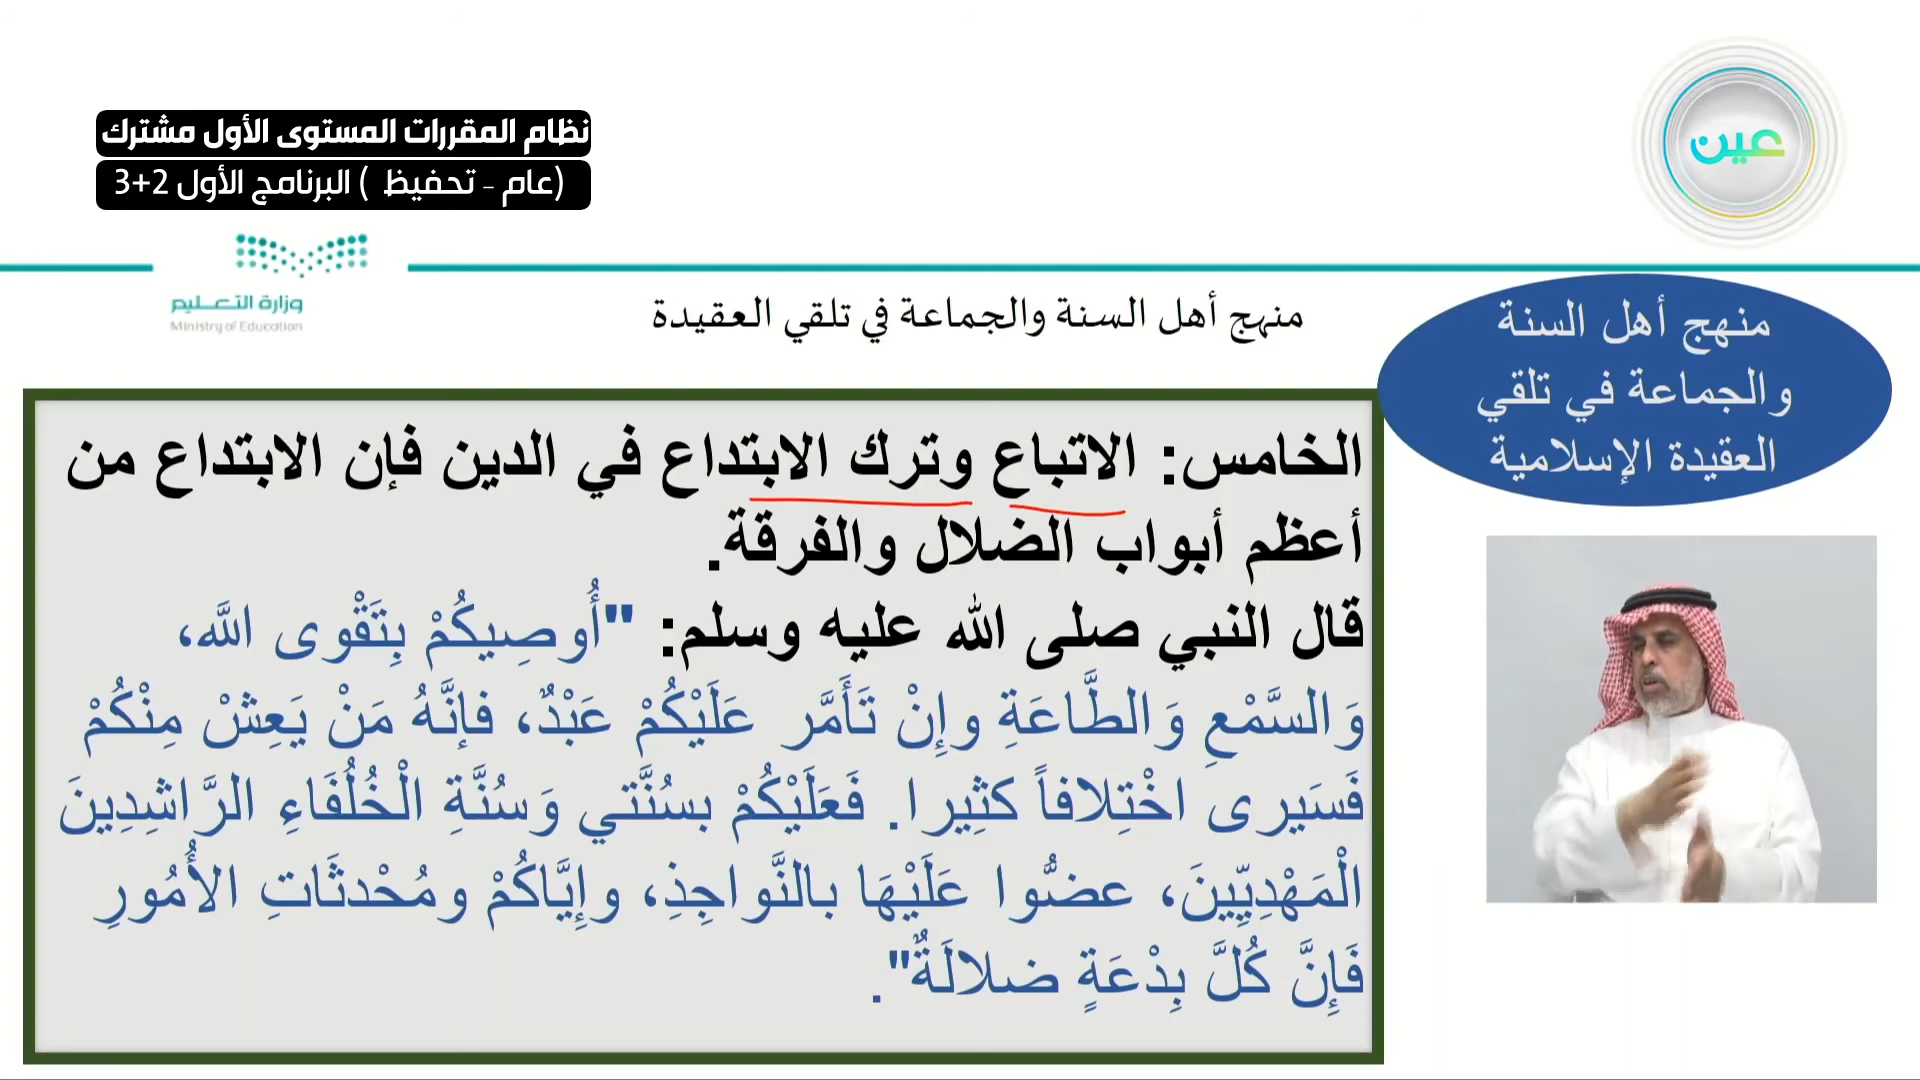 نظام المقررات المستوى الأول مشترك
(عام - تحفيظ ) البرنامج الأول 2+3
عين
وزارة التعليم
Ministry of Education
منهج أهل السنة والجماعة في تلقي العقيدة
منهج أهل السنة
والجماعة في تلقي
العقيدة الإسلامية
الخامس: الاتباع وترك الابتداع في الدين فإن الابتداع من
أعظم أبواب الضلال والفرقة.
قال النبي صلى الله عليه وسلم: "أُوصِيكُمْ بِتَقْوى اللَّه،
وَالسَّمْعِ وَالطَّاعَةِ وإِنْ تَأَمَّر عَلَيْكُمْ عَبْدٌ، فإنَّهُ مَنْ يَعِشْ مِنْكُمْ
فَسَيرى اخْتِلافاً كثِيرا. فَعَلَيْكُمْ بسُنَّتي وَسُنَّةِ الْخُلُفَاءِ الرَّاشِدِينَ
الْمَهْدِيِّينَ، عضُّوا عَلَيْهَا بالنَّواجِذِ، وإِيَّاكُمْ ومُحْدثَاتِ الأُمُورِ
فَإِنَّ كُلَّ بِدْعَةٍ ضلالَةٌ".